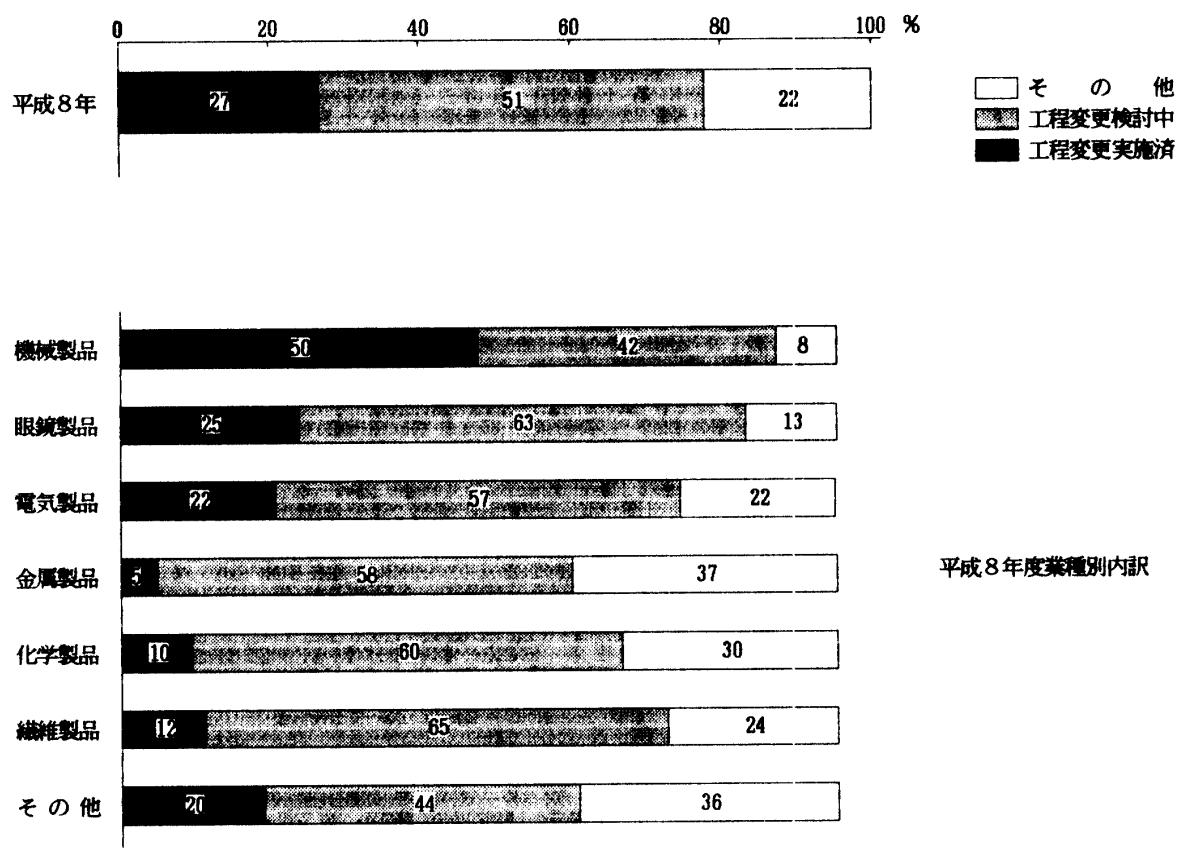 0 20 40 60 80 100 %
平成8年 27 51 22
その他
工程変更検討中
工程変更実施済
機械製品 50 42 8
眼鏡製品 25 63 13
電気製品 22 57 22
金属製品 5 58 37
平成8年度業種別内訳
化学製品 10 60 30
繊維製品 12 65 24
その他 20 44 36